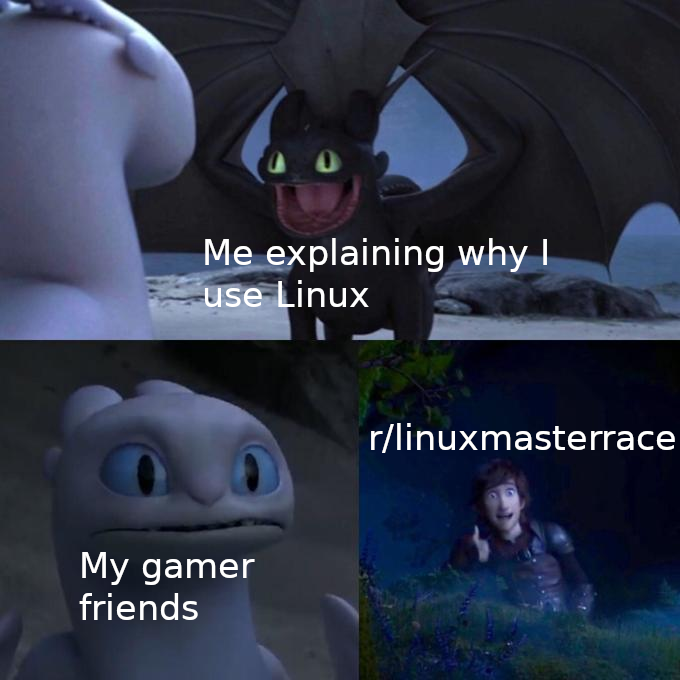 Me explaining why I
use Linux
r/linuxmasterrace
My gamer
friends